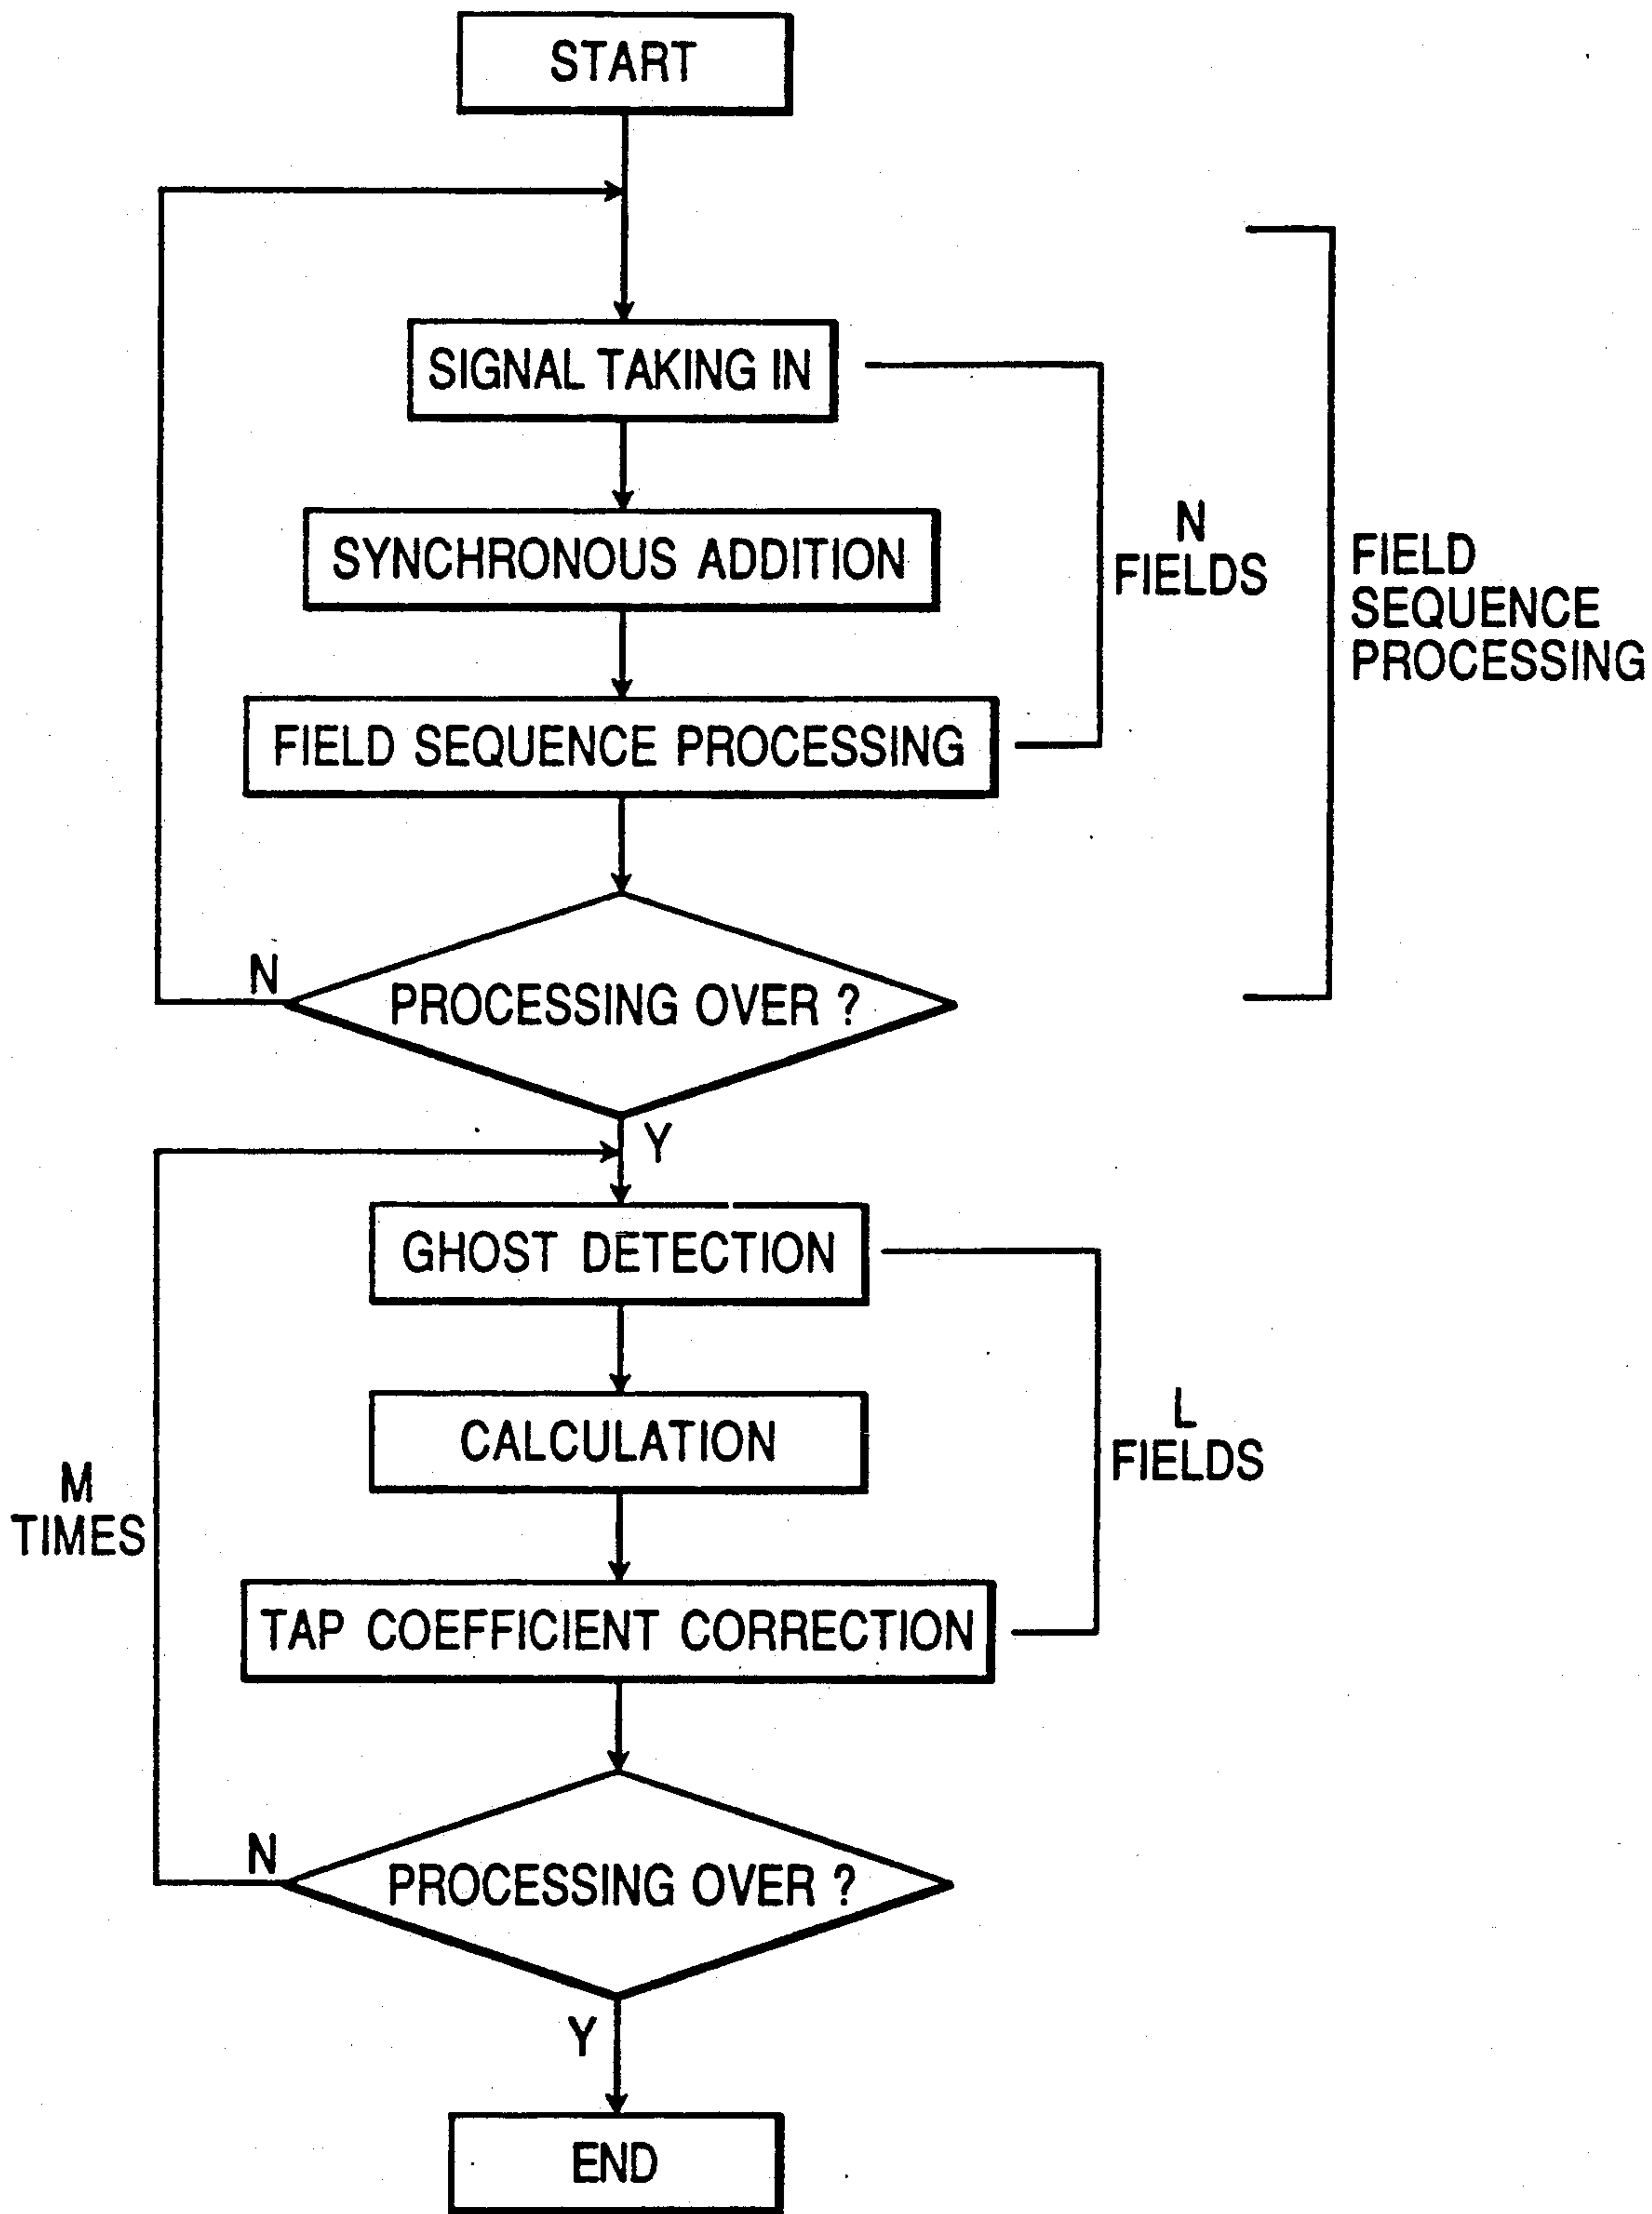 START
SIGNAL TAKING IN
SYNCHRONOUS ADDITION
N
FIELDS
FIELD
SEQUENCE
PROCESSING
FIELD SEQUENCE PROCESSING
N
PROCESSING OVER ?
Y
GHOST DETECTION
CALCULATION
L
FIELDS
M
TIMES
TAP COEFFICIENT CORRECTION
N
PROCESSING OVER ?
Y
END